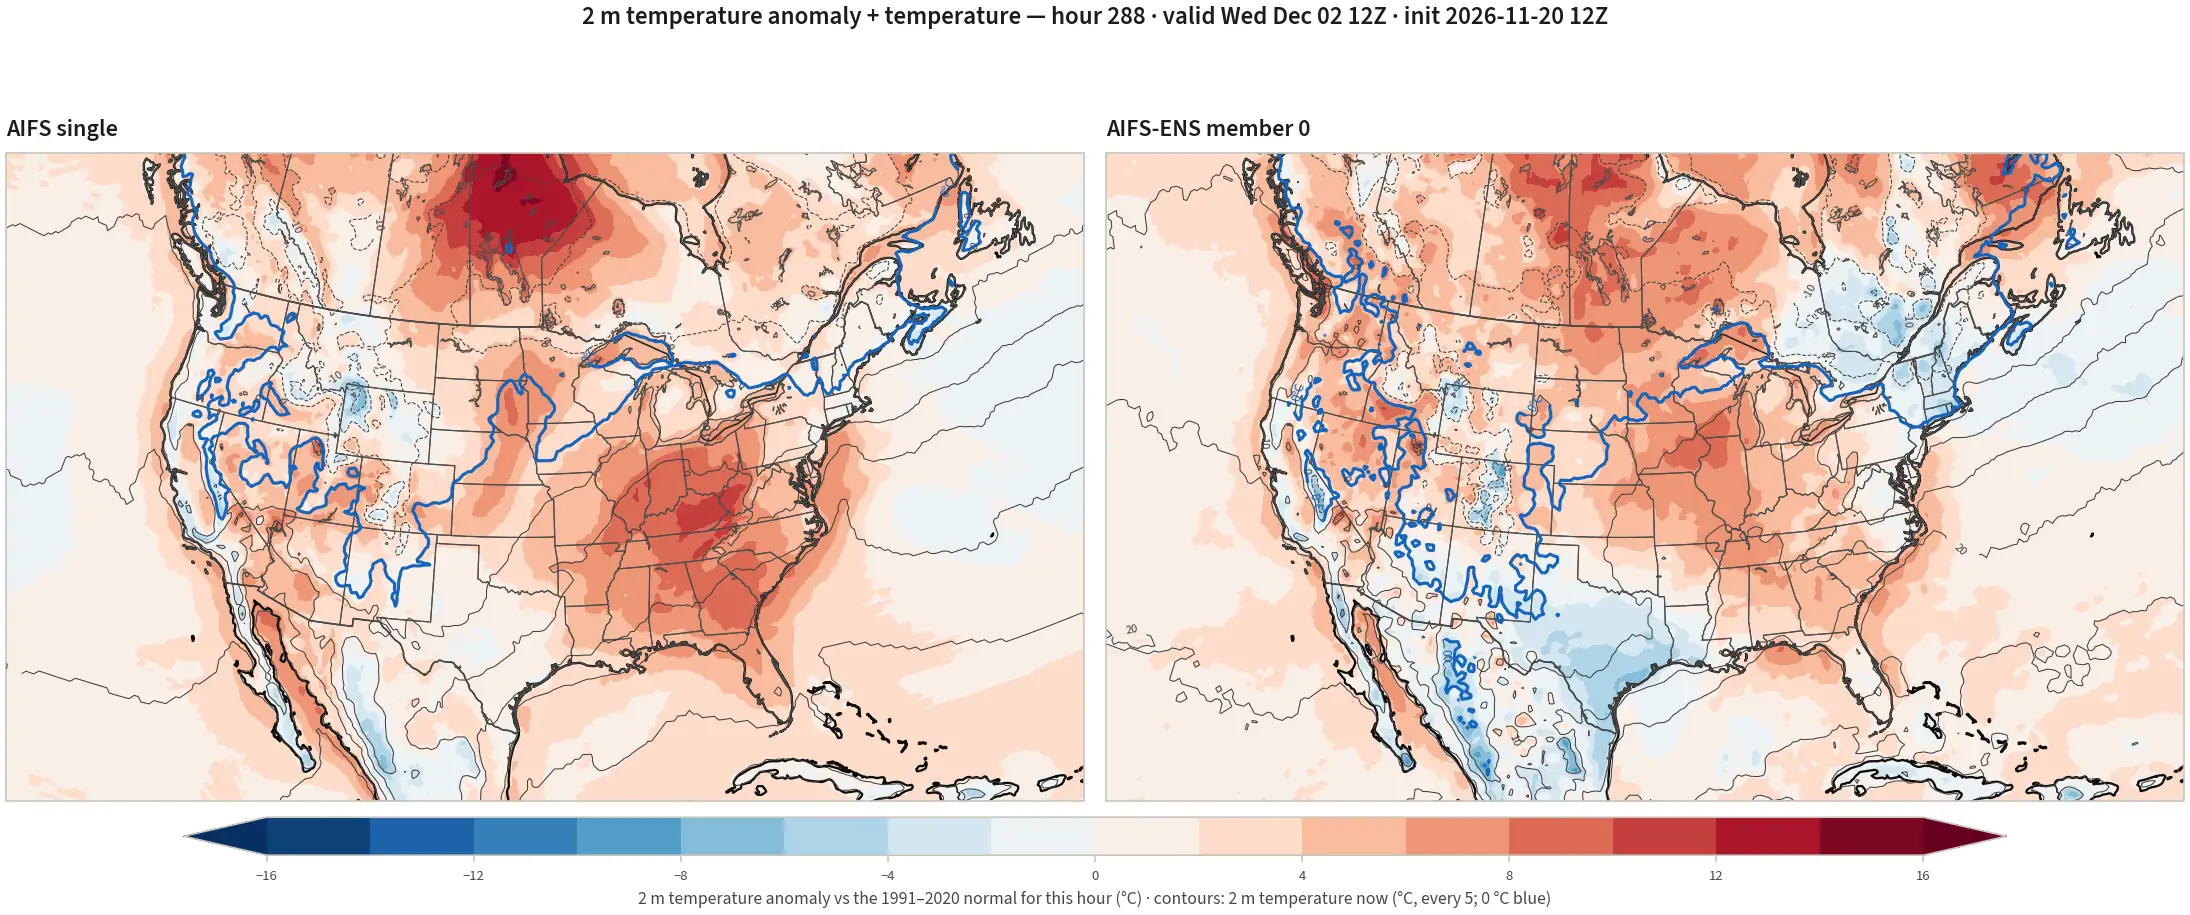 2 m temperature anomaly + temperature — hour 288 · valid Wed Dec 02 12Z · init 2026-11-20 12Z
AIFS single
AIFS-ENS member 0
20
10
−16 −12 −8 −4 0 4 8 12 16
2 m temperature anomaly vs the 1991–2020 normal for this hour (°C) · contours: 2 m temperature now (°C, every 5; 0 °C blue)